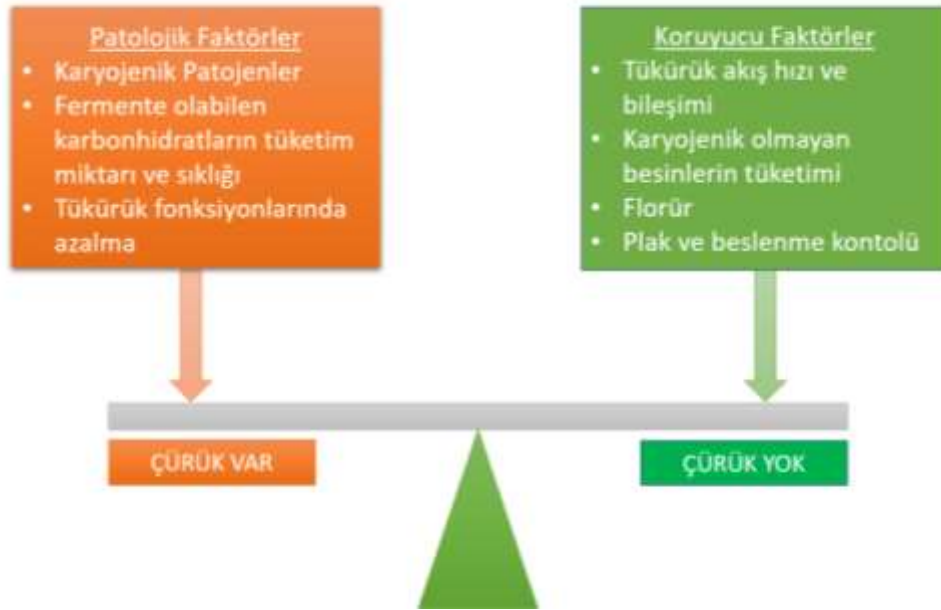 Patolojik Faktörler
• Karyojenik Patojenler
• Fermente olabilen
karbonhidratların tüketim
miktarı ve sıklığı
• Tükürük fonksiyonlarında
azalma
Koruyucu Faktörler
• Tükürük akış hızı ve
bileşimi
• Karyojenik olmayan
besinlerin tüketimi
• Florür
• Plak ve beslenme kontolü
ÇÜRÜK VAR
ÇÜRÜK YOK